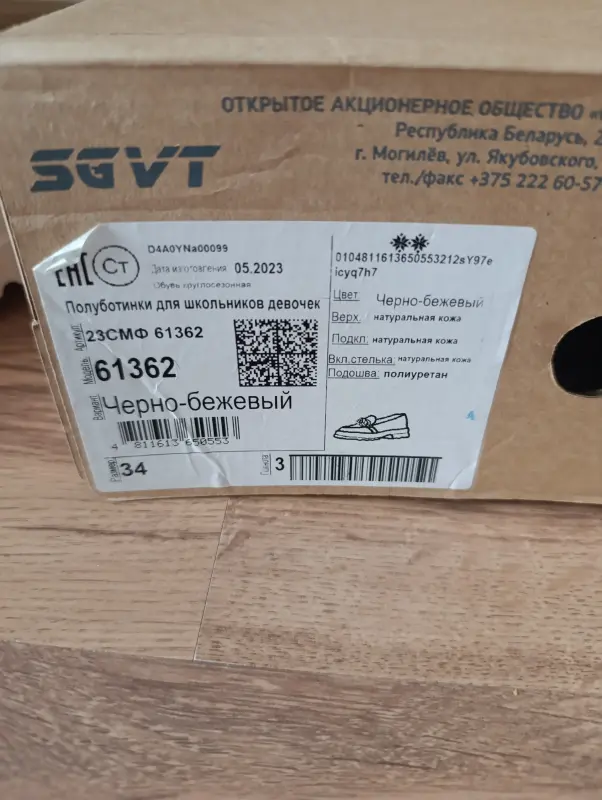 ОТКРЫТОЕ АКЦИОНЕРНОЕ ОБЩЕСТВО «
Республика Беларусь, 2
г. Могилёв, ул. Якубовского,
тел./факс +375 222 60-57
SGVT
ЕАС
Ст
D4A0YNa00099
Дата изготовления 05.2023
Обувь круглосезонная
Полуботинки для школьников девочек
Артикул 23СМФ 61362
Модель 61362
Вариант Черно-бежевый
4 811613 650553
Размер 34
0104811613650553212sY97e
icyq7h7
Цвет: Черно-бежевый
Верх: натуральная кожа
Подкл: натуральная кожа
Вкл.стелька: натуральная кожа
Подошва: полиуретан
3